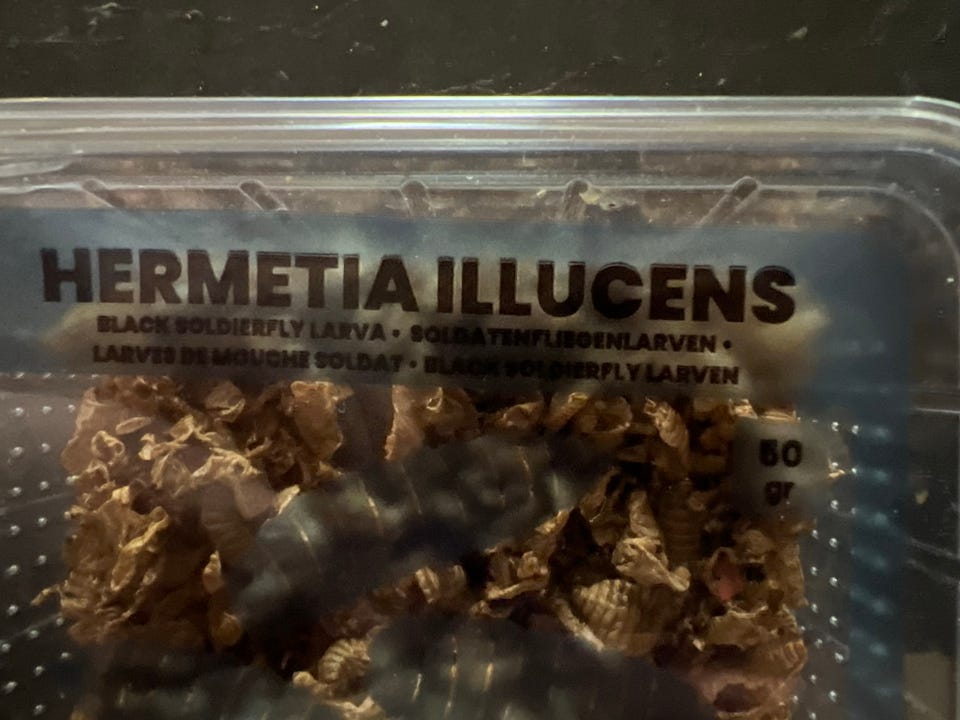 HERMETIA ILLUCENS
BLACK SOLDIERFLY LARVA • SOLDATENFLIEGENLARVEN •
LARVES DE MOUCHE SOLDAT • BLACK SOLDIERFLY LARVEN
50
gr